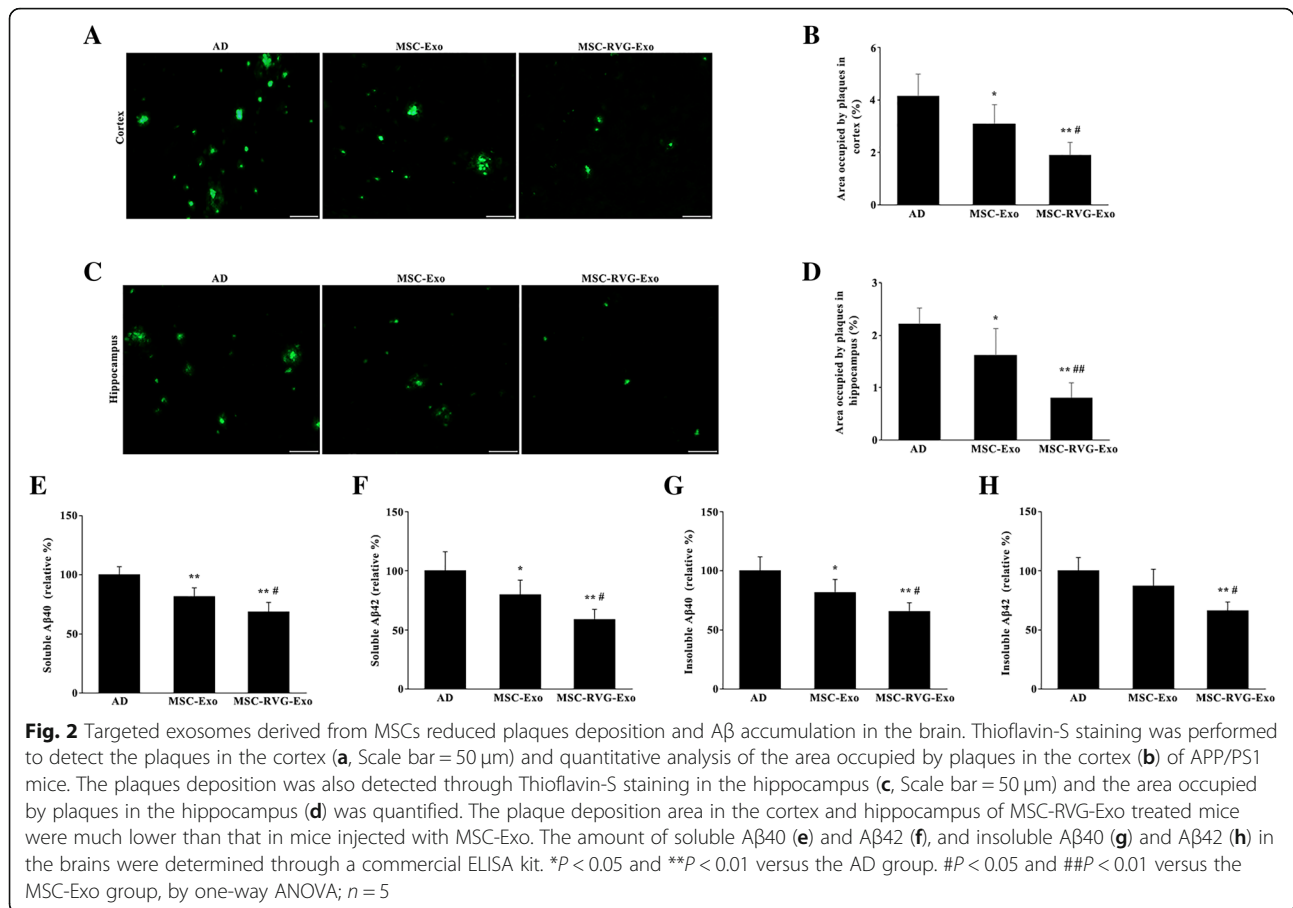 A
AD
MSC-Exo
MSC-RVG-Exo
Cortex
B
Area occupied by plaques in
cortex (%)
6
4
2
0
AD
MSC-Exo
MSC-RVG-Exo
*
** #
C
AD
MSC-Exo
MSC-RVG-Exo
Hippocampus
D
Area occupied by plaques in
hippocampus (%)
3
2
1
0
AD
MSC-Exo
MSC-RVG-Exo
*
** ##
E
Soluble Aβ40 (relative %)
150
100
50
0
AD
MSC-Exo
MSC-RVG-Exo
**
** #
F
Soluble Aβ42 (relative %)
150
100
50
0
AD
MSC-Exo
MSC-RVG-Exo
*
** #
G
Insoluble Aβ40 (relative %)
150
100
50
0
AD
MSC-Exo
MSC-RVG-Exo
*
** #
H
Insoluble Aβ42 (relative %)
150
100
50
0
AD
MSC-Exo
MSC-RVG-Exo
** #
Fig. 2 Targeted exosomes derived from MSCs reduced plaques deposition and Aβ accumulation in the brain. Thioflavin-S staining was performed
to detect the plaques in the cortex (a, Scale bar = 50 μm) and quantitative analysis of the area occupied by plaques in the cortex (b) of APP/PS1
mice. The plaques deposition was also detected through Thioflavin-S staining in the hippocampus (c, Scale bar = 50 μm) and the area occupied
by plaques in the hippocampus (d) was quantified. The plaque deposition area in the cortex and hippocampus of MSC-RVG-Exo treated mice
were much lower than that in mice injected with MSC-Exo. The amount of soluble Aβ40 (e) and Aβ42 (f), and insoluble Aβ40 (g) and Aβ42 (h) in
the brains were determined through a commercial ELISA kit. *P < 0.05 and **P < 0.01 versus the AD group. #P < 0.05 and ##P < 0.01 versus the
MSC-Exo group, by one-way ANOVA; n = 5